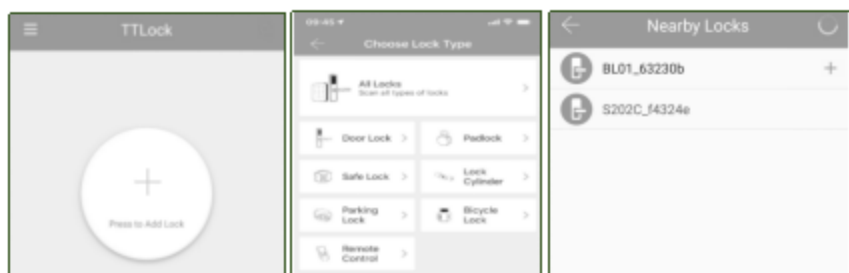 TTLock
Press to Add Lock
09:45
Choose Lock Type
All Locks
Scan all types of locks
Door Lock
Padlock
Safe Lock
Lock
Cylinder
Parking
Lock
Bicycle
Lock
Remote
Control
Nearby Locks
BL01_63230b
S202C_f4324e